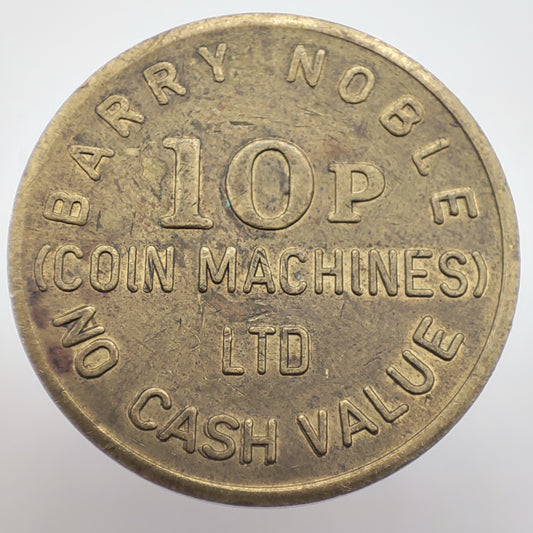 BARRY NOBLE
10P
(COIN MACHINES)
LTD
NO CASH VALUE